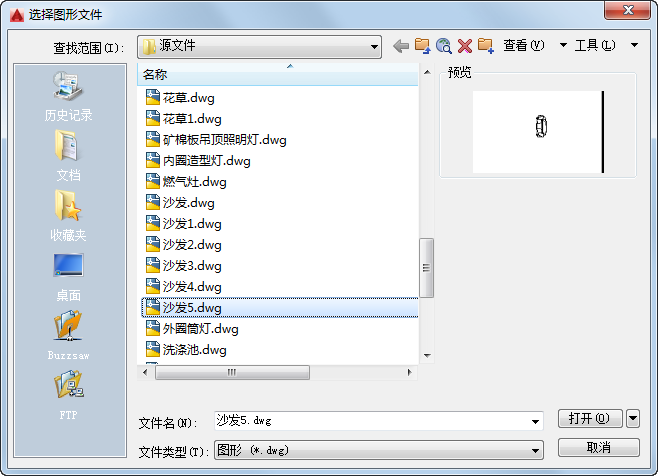 选择图形文件
查找范围(I): 源文件 查看(V) 工具(L)
名称
花草.dwg
花草1.dwg
矿棉板吊顶照明灯.dwg
内圆造型灯.dwg
燃气灶.dwg
沙发.dwg
沙发1.dwg
沙发2.dwg
沙发3.dwg
沙发4.dwg
沙发5.dwg
外圆筒灯.dwg
洗涤池.dwg
预览
历史记录
文档
收藏夹
桌面
Buzzsaw
FTP
文件名(N): 沙发5.dwg 打开(O)
文件类型(T): 图形 (*.dwg) 取消